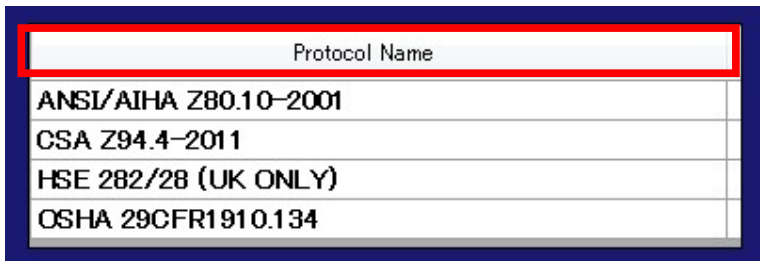 Protocol Name
ANSI/AIHA Z80.10-2001
CSA Z94.4-2011
HSE 282/28 (UK ONLY)
OSHA 29CFR1910.134